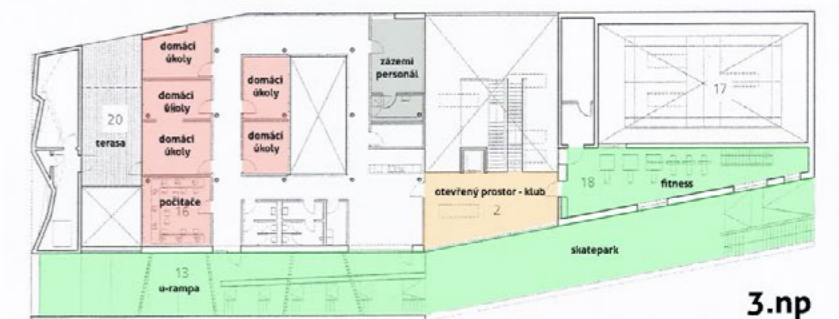 domácí
úkoly
domácí
úkoly
zázemí
personál
domácí
úkoly
17
20
terasa
domácí
úkoly
domácí
úkoly
počítače
16
otevřený prostor - klub
2
18
fitness
skatepark
13
u-rampa
3.np